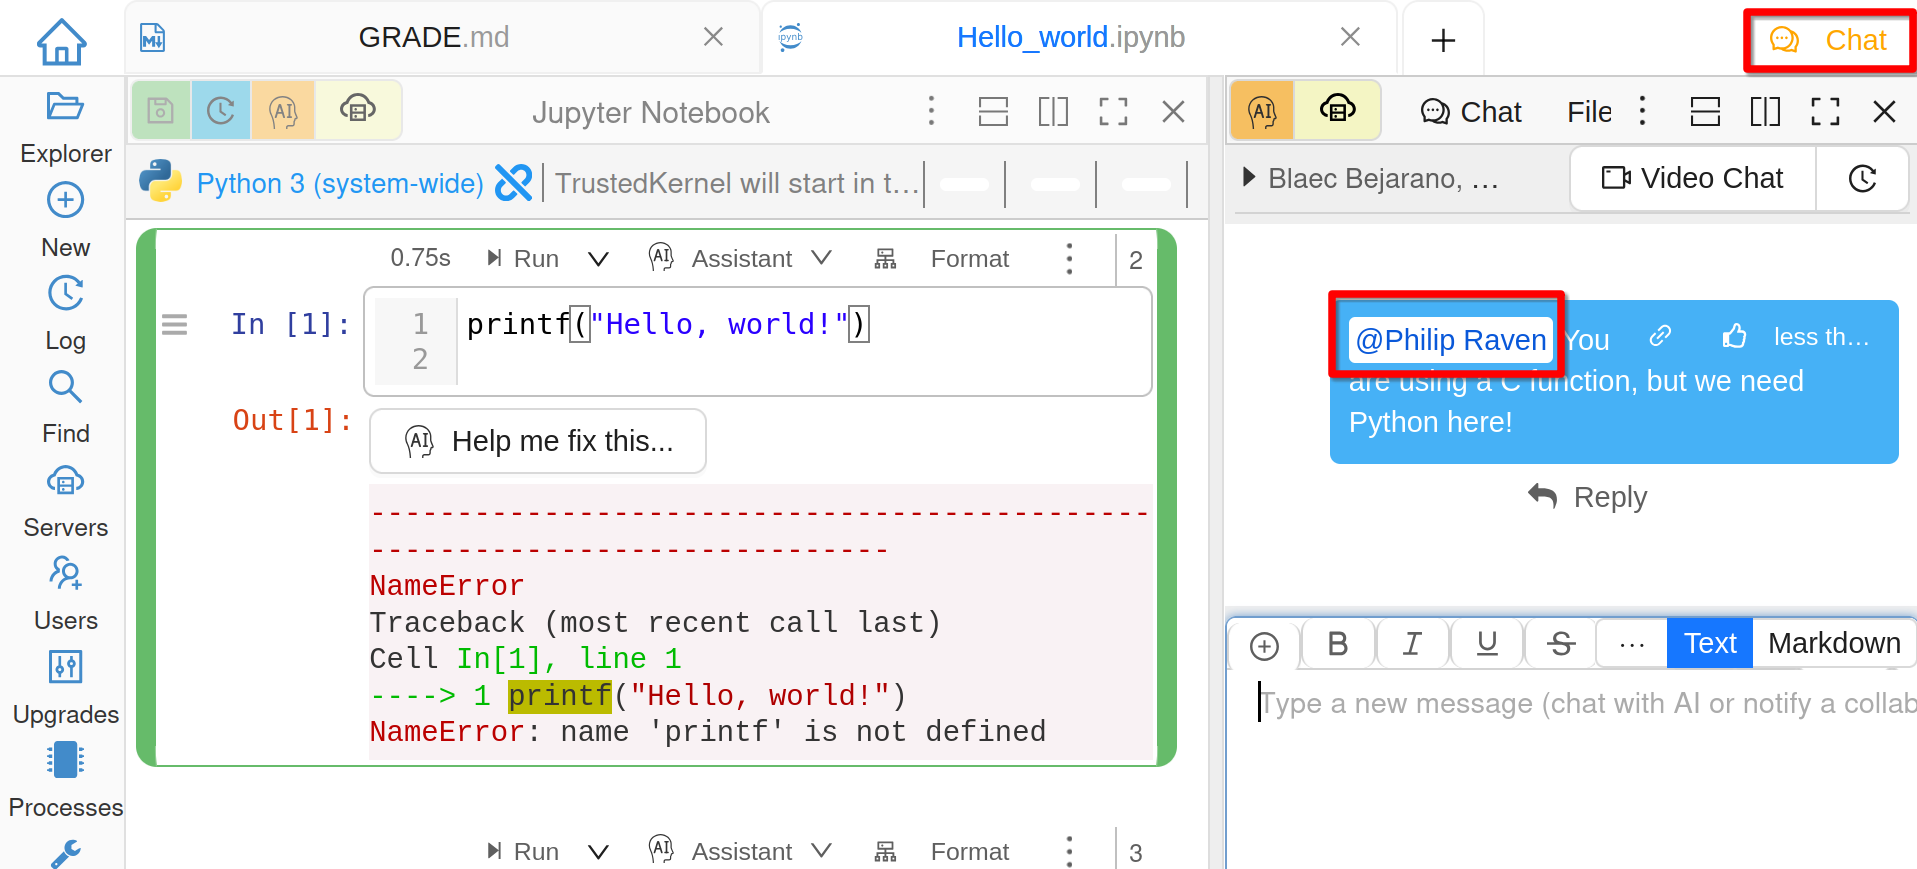 GRADE.md
Hello_world.ipynb
Chat
Explorer
New
Log
Find
Servers
Users
Upgrades
Processes
AI
Jupyter Notebook
Python 3 (system-wide)
TrustedKernel will start in t...
0.75s
Run
AI
Assistant
Format
2
In [1]:
1
printf("Hello, world!")
2
Out[1]:
AI
Help me fix this...
----------------------------------------------
-------------------------------
NameError
Traceback (most recent call last)
Cell In[1], line 1
----> 1 printf("Hello, world!")
NameError: name 'printf' is not defined
Run
AI
Assistant
Format
3
AI
Chat
File
Blaec Bejarano, ...
Video Chat
@Philip Raven You
less th...
are using a C function, but we need
Python here!
Reply
B
I
U
S
...
Text
Markdown
Type a new message (chat with AI or notify a collab